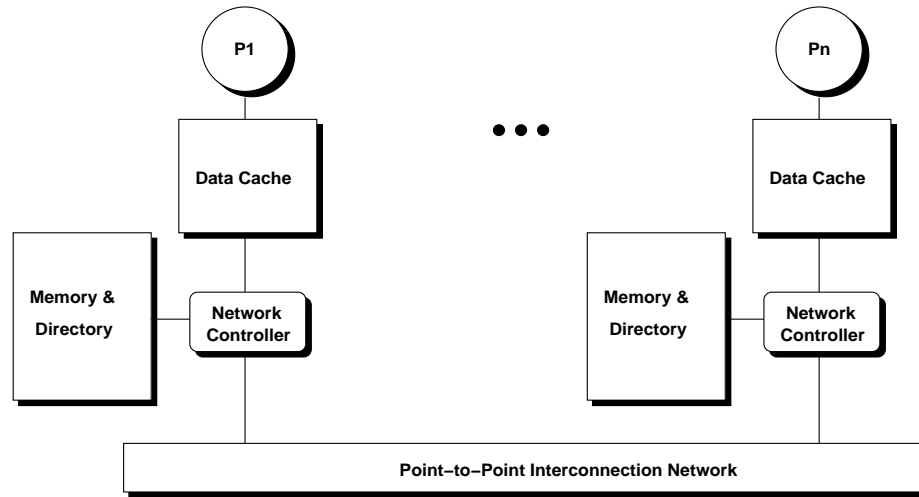 P1
Pn
Data Cache
Data Cache
Memory &
Directory
Network
Controller
Memory &
Directory
Network
Controller
Point−to−Point Interconnection Network